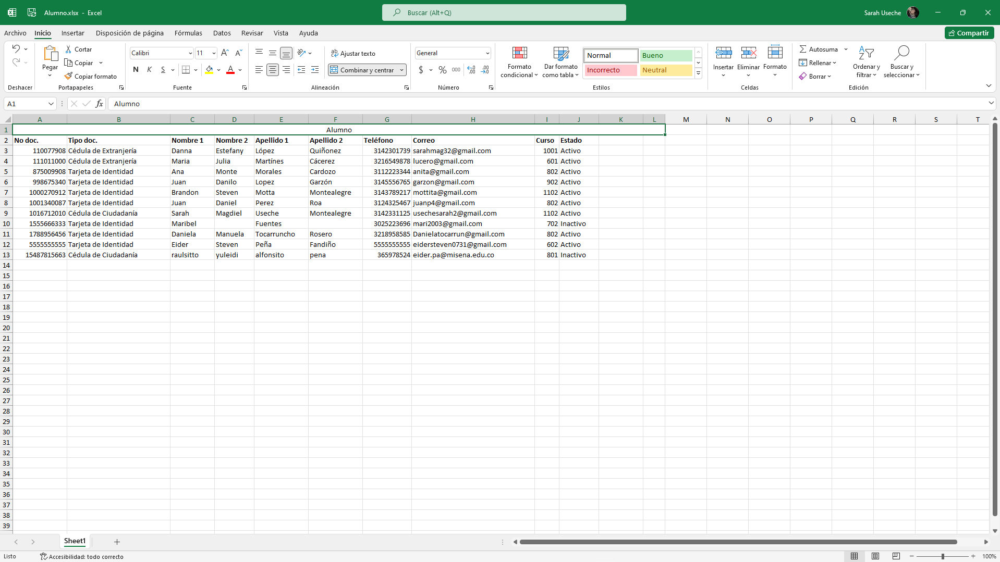 Alumno.xlsx - Excel
Buscar (Alt+Q)
Sarah Useche
Archivo Inicio Insertar Disposición de página Fórmulas Datos Revisar Vista Ayuda
Compartir
Pegar
Cortar
Copiar
Copiar formato
Calibri 11
N K S
Ajustar texto
Combinar y centrar
General
$ % 000
Formato condicional
Dar formato como tabla
Normal Bueno
Incorrecto Neutral
Insertar Eliminar Formato
Autosuma
Rellenar
Borrar
Ordenar y filtrar
Buscar y seleccionar
Deshacer Portapapeles Fuente Alineación Número Estilos Celdas Edición
A1 fx Alumno
A B C D E F G H I J K L M N O P Q R S T
1 Alumno
2 No doc. Tipo doc. Nombre 1 Nombre 2 Apellido 1 Apellido 2 Teléfono Correo Curso Estado
3 110077908 Cédula de Extranjería Danna Estefany López Quiñonez 3142301739 sarahmag32@gmail.com 1001 Activo
4 111011000 Cédula de Extranjería Maria Julia Martínes Cácerez 3216549878 lucero@gmail.com 601 Activo
5 875009908 Tarjeta de Identidad Ana Monte Morales Cardozo 3112223344 anita@gmail.com 802 Activo
6 998675340 Tarjeta de Identidad Juan Danilo Lopez Garzón 3145556765 garzon@gmail.com 902 Activo
7 1000270912 Tarjeta de Identidad Brandon Steven Motta Montealegre 3143789217 mottita@gmail.com 1102 Activo
8 1001340087 Tarjeta de Identidad Juan Daniel Perez Roa 3124325467 juanp4@gmail.com 802 Activo
9 1016712010 Cédula de Ciudadanía Sarah Magdiel Useche Montealegre 3142331125 usechesarah2@gmail.com 1102 Activo
10 1555666333 Tarjeta de Identidad Maribel Fuentes 3025223696 mari2003@gmail.com 702 Inactivo
11 1788956456 Tarjeta de Identidad Daniela Manuela Tocarruncho Rosero 3218958585 Danielatocarrun@gmail.com 802 Activo
12 5555555555 Tarjeta de Identidad Eider Steven Peña Fandiño 5555555555 eidersteven0731@gmail.com 602 Activo
13 15487815663 Cédula de Ciudadanía raulsitto yuleidi alfonsito pena 365978524 eider.pa@misena.edu.co 801 Inactivo
14
15
16
17
18
19
20
21
22
23
24
25
26
27
28
29
30
31
32
33
34
35
36
37
38
39
Sheet1
Listo Accesibilidad: todo correcto 100%